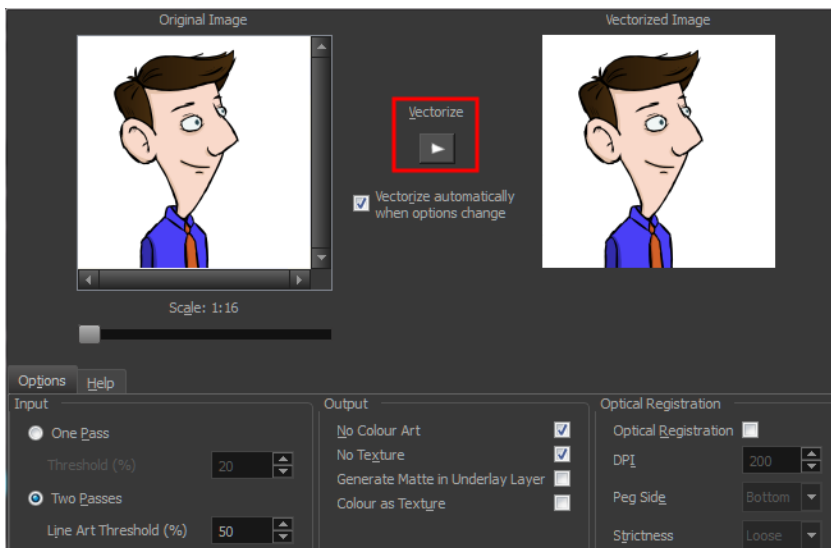 Original Image
Vectorized Image
Vectorize
Vectorize automatically
when options change
Scale: 1:16
Options
Help
Input
One Pass
Threshold (%)
20
Two Passes
Line Art Threshold (%)
50
Output
No Colour Art
No Texture
Generate Matte in Underlay Layer
Colour as Texture
Optical Registration
Optical Registration
DPI
200
Peg Side
Bottom
Strictness
Loose